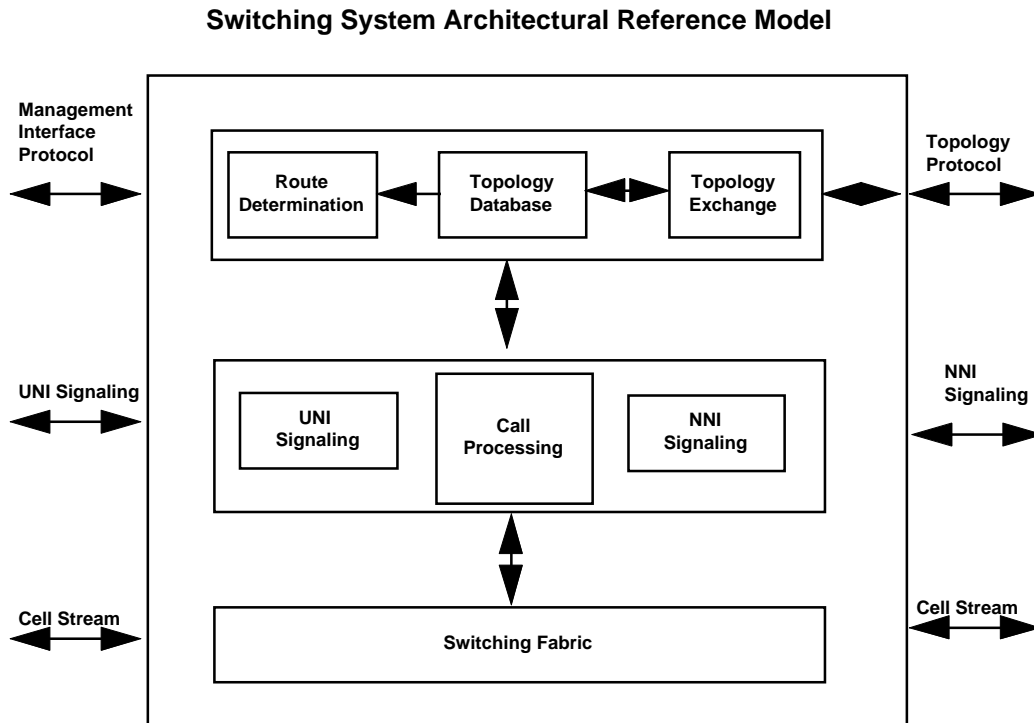 Switching System Architectural Reference Model
Management
Interface
Protocol
Route
Determination
Topology
Database
Topology
Exchange
Topology
Protocol
UNI Signaling
UNI
Signaling
Call
Processing
NNI
Signaling
NNI
Signaling
Cell Stream
Switching Fabric
Cell Stream